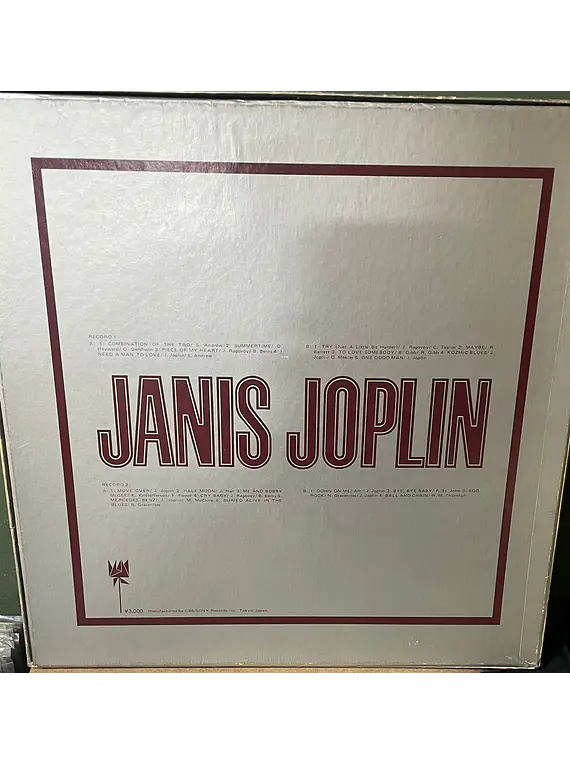 RECORD 1
1. COMBINATION OF THE TWO/ S. Andrew 2. SUMMERTIME/ D.
Heyward/ G. Gershwin 3. PIECE OF MY HEART/ J. Ragovoy/ B. Berns 4. I
NEED A MAN TO LOVE/ J. Joplin/ S. Andrew
B. 1. TRY (Just A Little Bit Harder)/ J. Ragovoy/ C. Taylor 2. MAYBE/ R.
Barrett 3. TO LOVE SOMEBODY/ B. Gibb/ R. Gibb 4. KOZMIC BLUES/ J.
Joplin/ G. Mekler 5. ONE GOOD MAN/ J. Joplin
JANIS JOPLIN
RECORD 2
A. 1. MOVE OVER/ J. Joplin 2. HALF MOON/ J. Hall 3. ME AND BOBBY
McGEE/ K. Kristofferson/ F. Foster 4. CRY BABY/ J. Ragovoy/ B. Berns 5.
MERCEDES BENZ/ J. Joplin/ M. McClure 6. BURIED ALIVE IN THE
BLUES/ N. Gravenites
B. 1. DOWN ON ME/ Arr. J. Joplin 2. BYE, BYE BABY/ P. St. John 3. EGO
ROCK/ N. Gravenites/ J. Joplin 4. BALL AND CHAIN/ W. M. Thornton
¥3,000 Manufactured by CBS/SONY Records Inc. Tokyo Japan